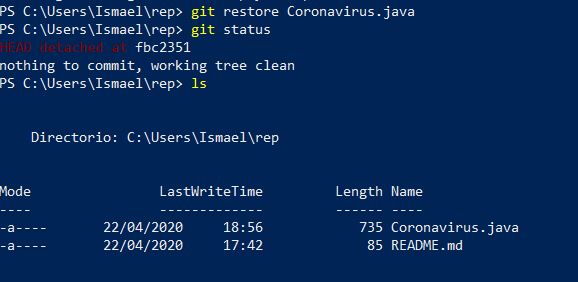 PS C:\Users\Ismael\rep> git restore Coronavirus.java
PS C:\Users\Ismael\rep> git status
HEAD detached at fbc2351
nothing to commit, working tree clean
PS C:\Users\Ismael\rep> ls
Directorio: C:\Users\Ismael\rep
Mode LastWriteTime Length Name
---- ------------- ------ ----
-a---- 22/04/2020 18:56 735 Coronavirus.java
-a---- 22/04/2020 17:42 85 README.md